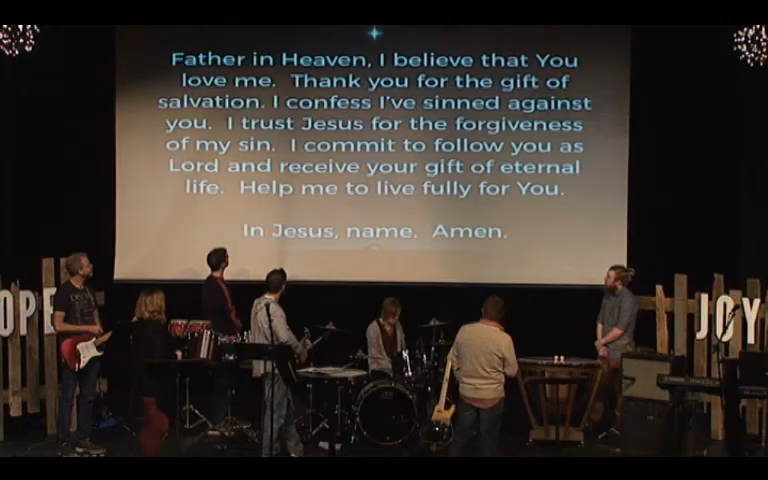 Father in Heaven, I believe that You
love me. Thank you for the gift of
salvation. I confess I've sinned against
you. I trust Jesus for the forgiveness
of my sin. I commit to follow you as
Lord and receive your gift of eternal
life. Help me to live fully for You.
In Jesus, name. Amen.
OPE
JOY